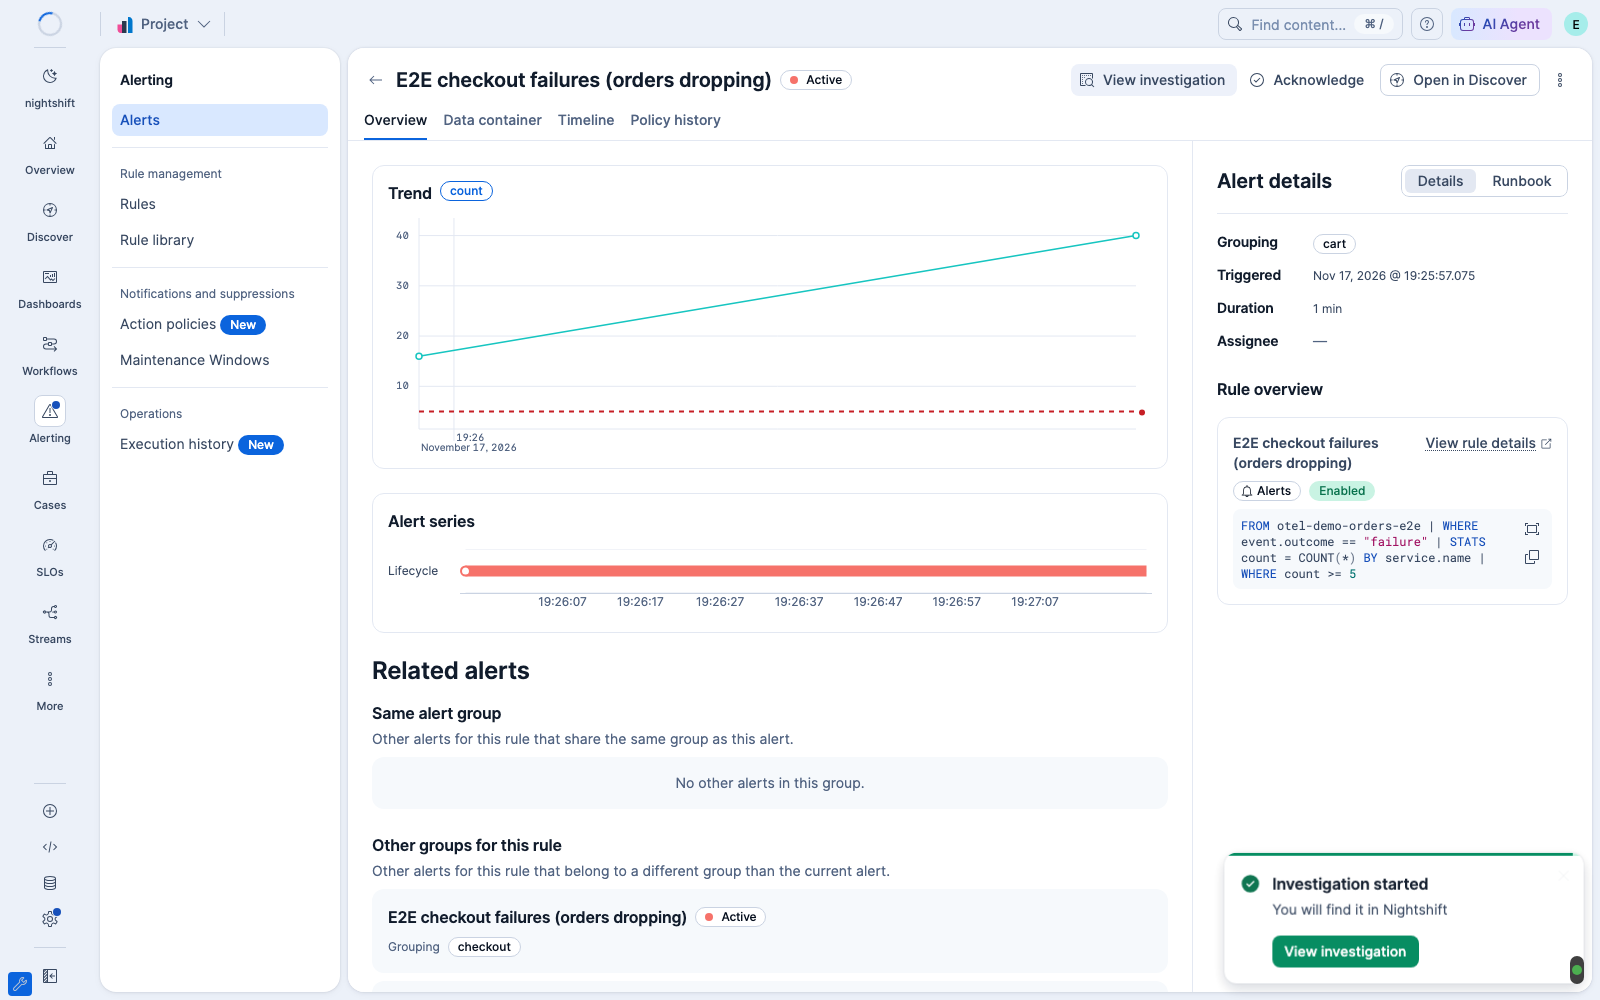 Project
Find content...
⌘ /
AI Agent
E
nightshift
Overview
Discover
Dashboards
Workflows
Alerting
Cases
SLOs
Streams
More
Alerting
Alerts
Rule management
Rules
Rule library
Notifications and suppressions
Action policies New
Maintenance Windows
Operations
Execution history New
E2E checkout failures (orders dropping)
Active
View investigation
Acknowledge
Open in Discover
Overview
Data container
Timeline
Policy history
Trend count
40
30
20
10
19:26
November 17, 2026
Alert series
Lifecycle
19:26:07
19:26:17
19:26:27
19:26:37
19:26:47
19:26:57
19:27:07
Related alerts
Same alert group
Other alerts for this rule that share the same group as this alert.
No other alerts in this group.
Other groups for this rule
Other alerts for this rule that belong to a different group than the current alert.
E2E checkout failures (orders dropping) Active
Grouping checkout
Alert details
Details
Runbook
Grouping cart
Triggered Nov 17, 2026 @ 19:25:57.075
Duration 1 min
Assignee —
Rule overview
E2E checkout failures
(orders dropping)
View rule details
Alerts Enabled
FROM otel-demo-orders-e2e | WHERE
event.outcome == "failure" | STATS
count = COUNT(*) BY service.name |
WHERE count >= 5
Investigation started
You will find it in Nightshift
View investigation